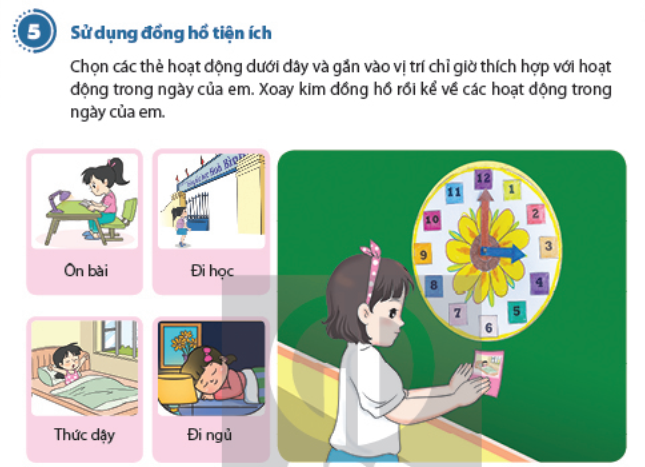 5 Sử dụng đồng hồ tiện ích
Chọn các thẻ hoạt động dưới đây và gắn vào vị trí chỉ giờ thích hợp với hoạt
động trong ngày của em. Xoay kim đồng hồ rồi kể về các hoạt động trong
ngày của em.
Ôn bài
Đi học
Thức dậy
Đi ngủ
12
1
2
3
4
5
6
7
8
9
10
11